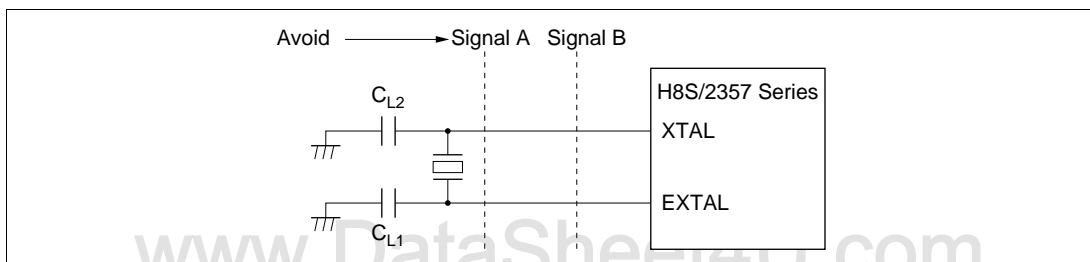 Avoid Signal A Signal B
H8S/2357 Series
CL2
XTAL
EXTAL
CL1
www.DataSheet4U.com